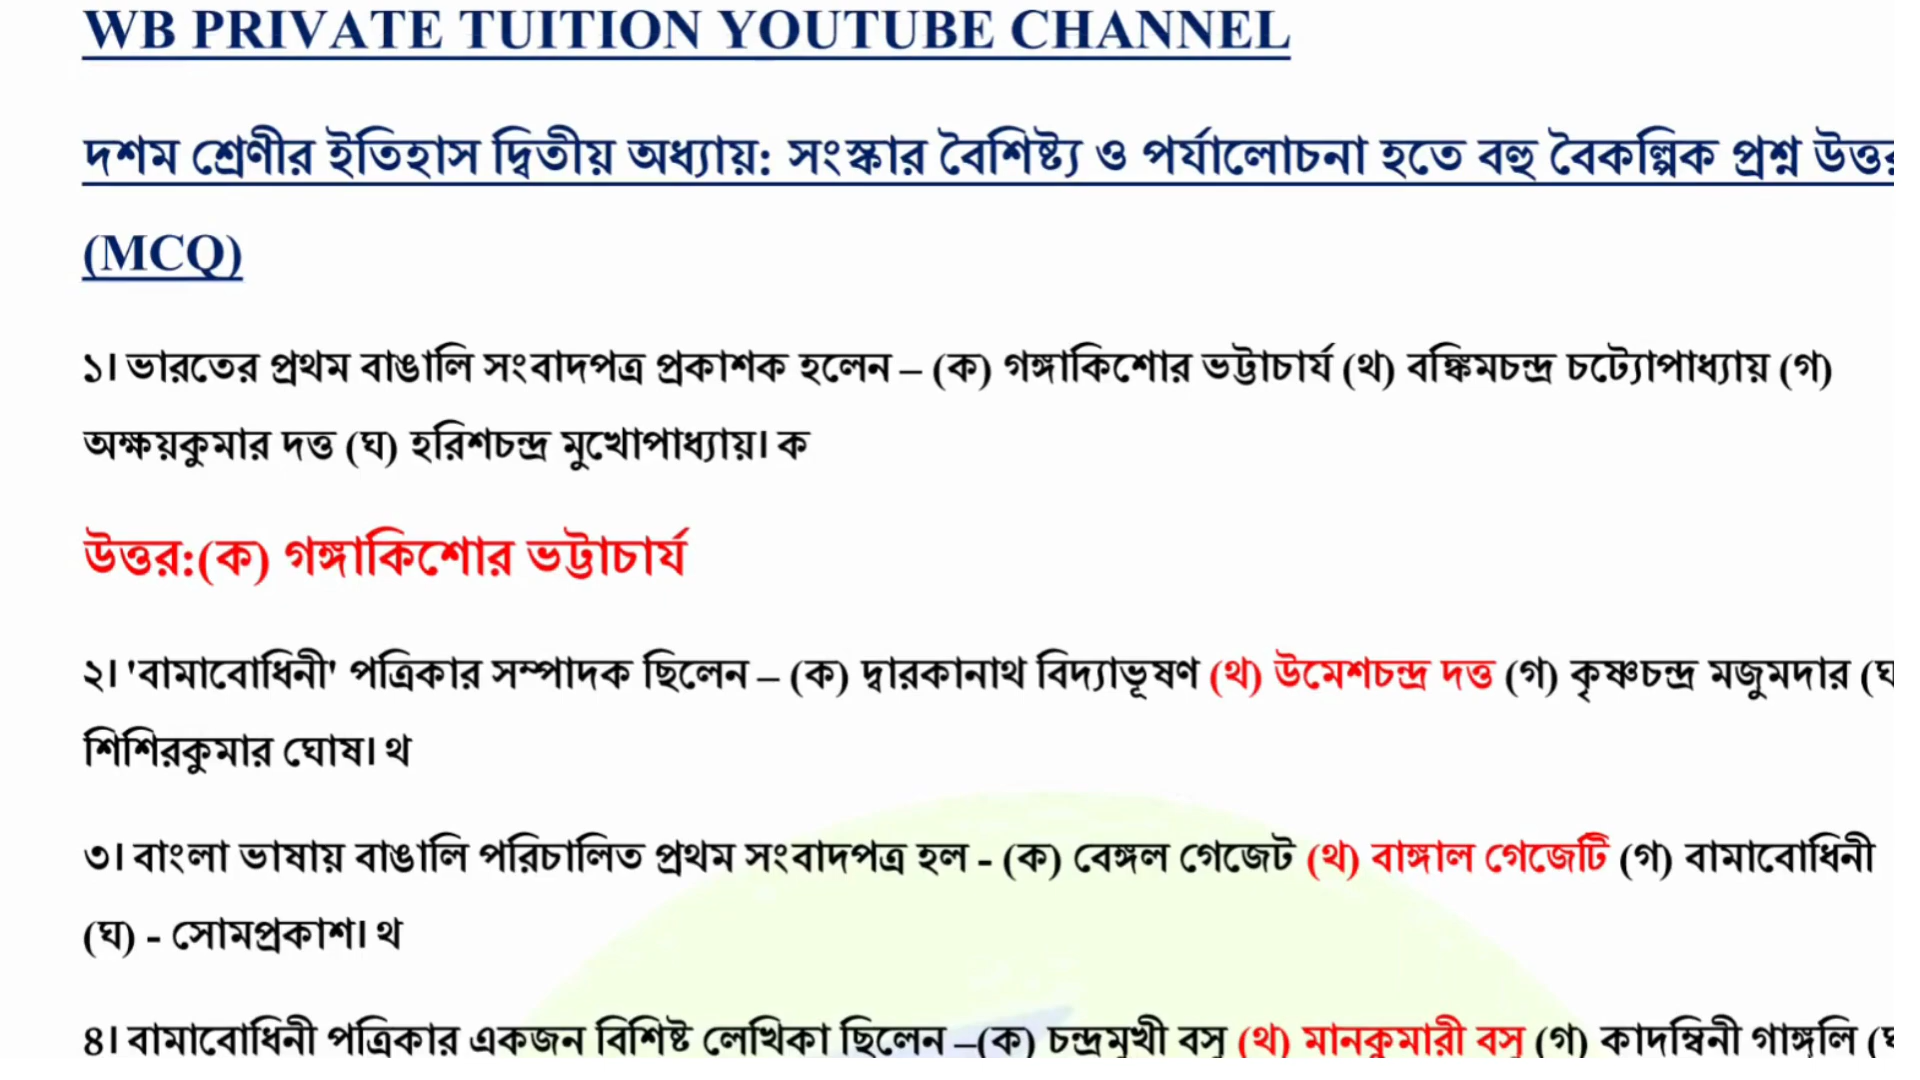 WB PRIVATE TUITION YOUTUBE CHANNEL
দশম শ্রেণীর ইতিহাস দ্বিতীয় অধ্যায়: সংস্কার বৈশিষ্ট্য ও পর্যালোচনা হতে বহু বৈকল্পিক প্রশ্ন উত্তর
(MCQ)
১। ভারতের প্রথম বাঙালি সংবাদপত্র প্রকাশক হলেন – (ক) গঙ্গাকিশোর ভট্টাচার্য (থ) বঙ্কিমচন্দ্র চট্যোপাধ্যায় (গ)
অক্ষয়কুমার দত্ত (ঘ) হরিশচন্দ্র মুখোপাধ্যায়। ক
উত্তর:(ক) গঙ্গাকিশোর ভট্টাচার্য
২। 'বামাবোধিনী' পত্রিকার সম্পাদক ছিলেন – (ক) দ্বারকানাথ বিদ্যাভূষণ (থ) উমেশচন্দ্র দত্ত (গ) কৃষ্ণচন্দ্র মজুমদার (ঘ
শিশিরকুমার ঘোষ। থ
৩। বাংলা ভাষায় বাঙালি পরিচালিত প্রথম সংবাদপত্র হল - (ক) বেঙ্গল গেজেট (থ) বাঙ্গাল গেজেটি (গ) বামাবোধিনী
(ঘ) - সোমপ্রকাশ। থ
৪। বামাবোধিনী পত্রিকার একজন বিশিষ্ট লেখিকা ছিলেন –(ক) চন্দ্রমুখী বসু (থ) মানকুমারী বসু (গ) কাদম্বিনী গাঙ্গুলি (ঘ